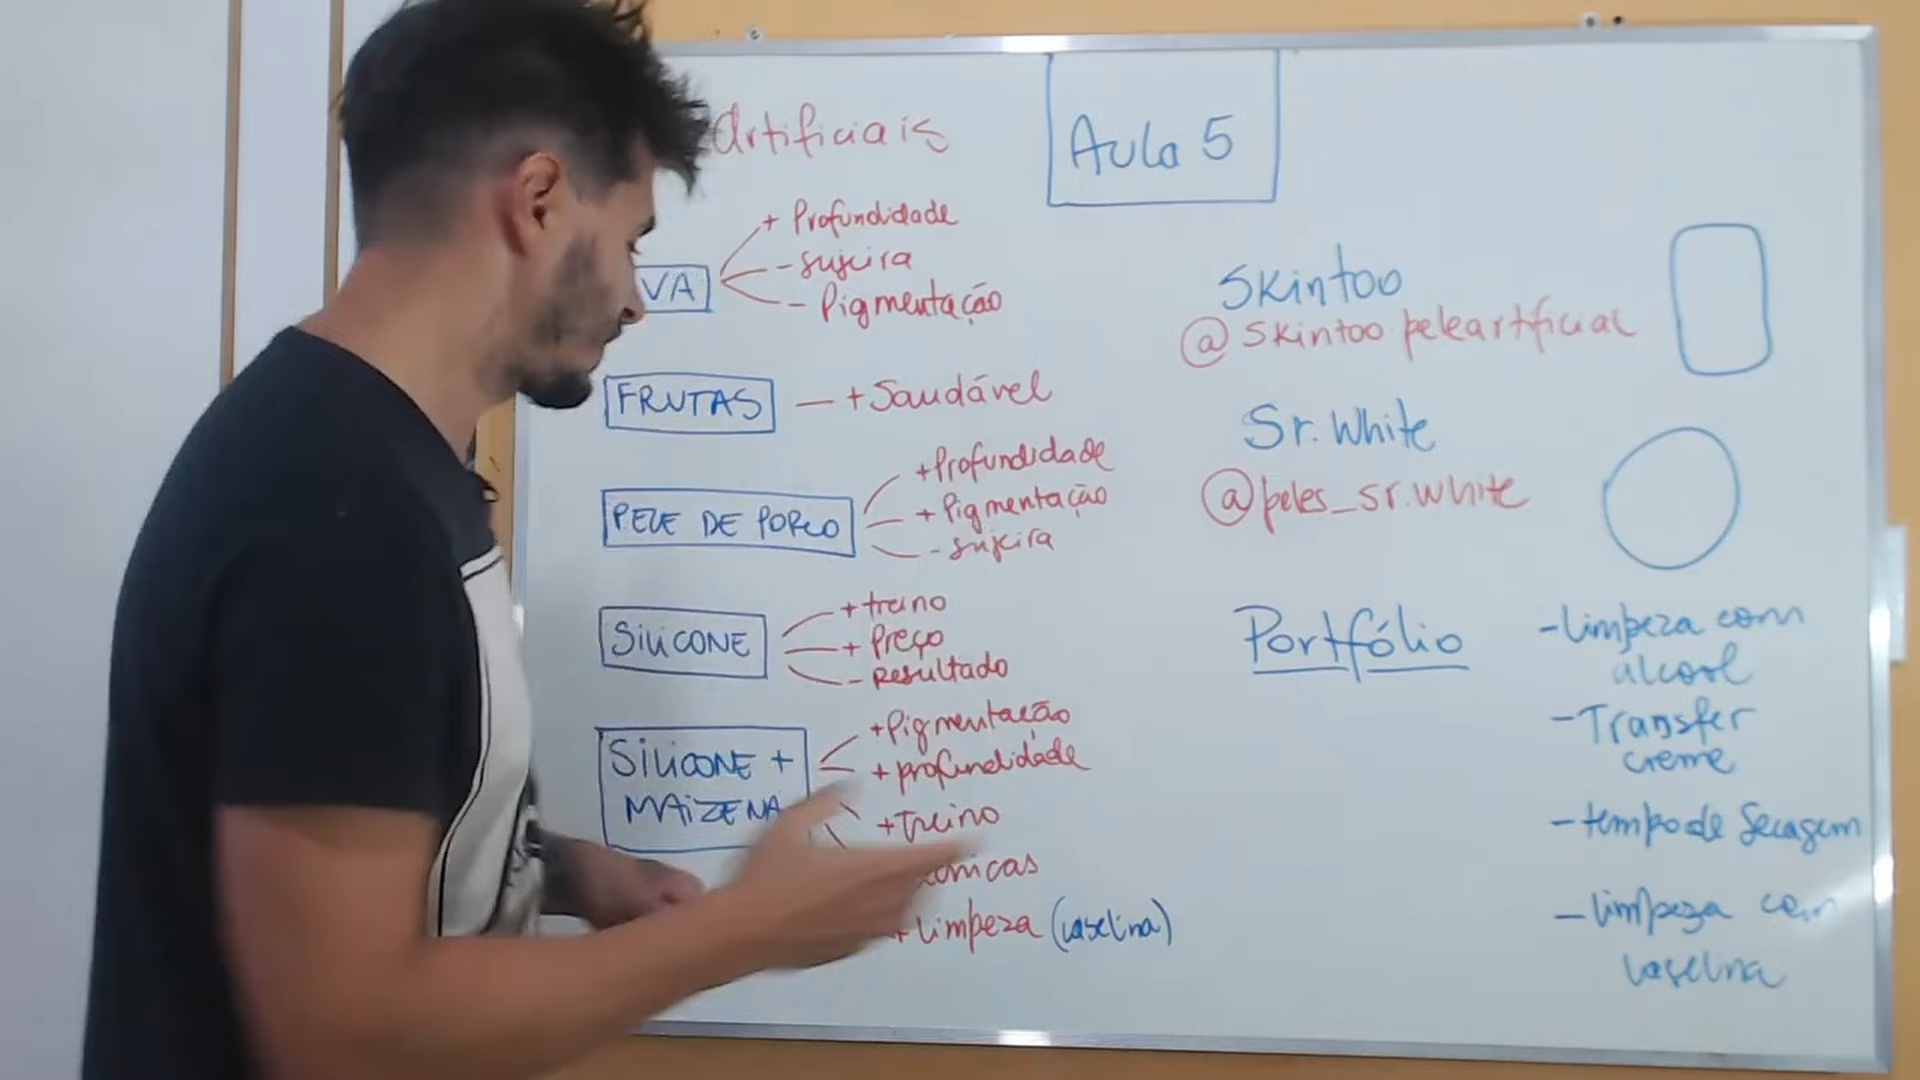 Artificiais
Aula 5
VA
+ Profundidade
- sujeira
- Pigmentação
FRUTAS
+ Saudável
PELE DE PORCO
+ Profundidade
+ Pigmentação
- sujeira
SILICONE
+ treino
+ Preço
- Resultado
SILICONE +
MAIZENA
+ Pigmentação
+ profundidade
+ Treino
+ limpeza (vaselina)
Skintoo
@ skintoo.peleartificial
Sr. White
@peles_sr.white
Portfólio
- limpeza com
alcool
- Transfer
creme
- tempo de Secagem
- limpeza com
vaselina